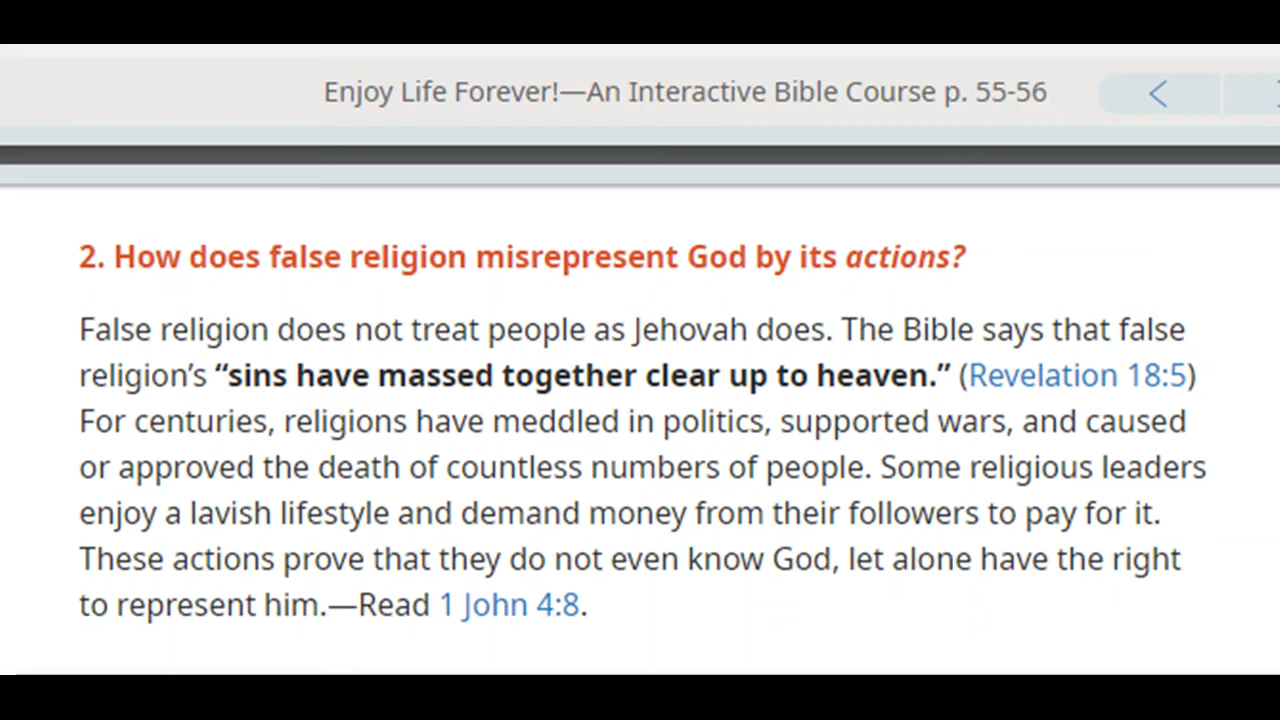 Enjoy Life Forever!—An Interactive Bible Course p. 55-56
2. How does false religion misrepresent God by its actions?
False religion does not treat people as Jehovah does. The Bible says that false
religion’s “sins have massed together clear up to heaven.” (Revelation 18:5)
For centuries, religions have meddled in politics, supported wars, and caused
or approved the death of countless numbers of people. Some religious leaders
enjoy a lavish lifestyle and demand money from their followers to pay for it.
These actions prove that they do not even know God, let alone have the right
to represent him.—Read 1 John 4:8.